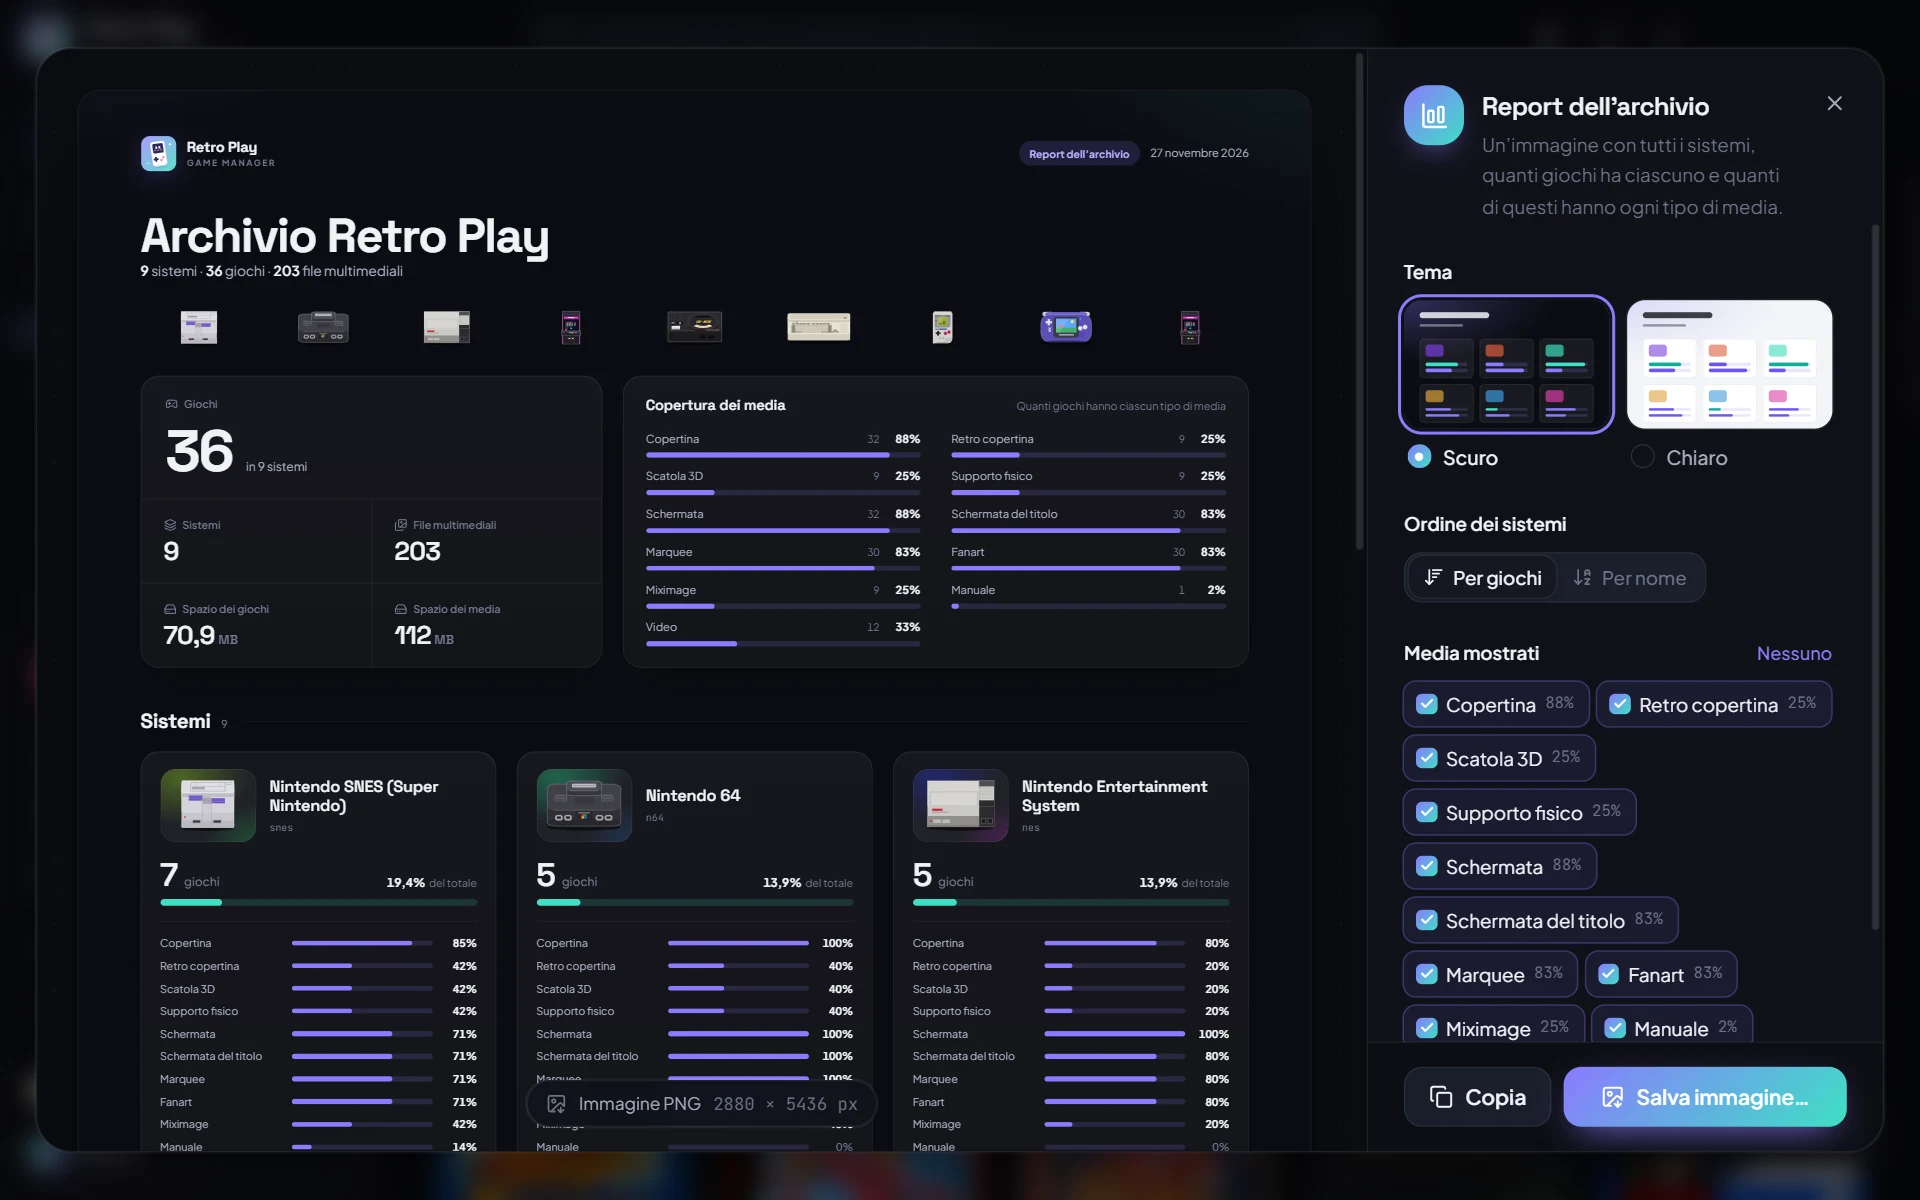 Retro Play
GAME MANAGER
Report dell'archivio
27 novembre 2026
Archivio Retro Play
9 sistemi · 36 giochi · 203 file multimediali
Giochi
36 in 9 sistemi
Sistemi
9
File multimediali
203
Spazio dei giochi
70,9 MB
Spazio dei media
112 MB
Copertura dei media
Quanti giochi hanno ciascun tipo di media
Copertina 32 88%
Retro copertina 9 25%
Scatola 3D 9 25%
Supporto fisico 9 25%
Schermata 32 88%
Schermata del titolo 30 83%
Marquee 30 83%
Fanart 30 83%
Miximage 9 25%
Manuale 1 2%
Video 12 33%
Sistemi 9
Nintendo SNES (Super
Nintendo)
snes
7 giochi
19,4% del totale
Copertina 85%
Retro copertina 42%
Scatola 3D 42%
Supporto fisico 42%
Schermata 71%
Schermata del titolo 71%
Marquee 71%
Fanart 71%
Miximage 42%
Manuale 14%
Nintendo 64
n64
5 giochi
13,9% del totale
Copertina 100%
Retro copertina 40%
Scatola 3D 40%
Supporto fisico 40%
Schermata 100%
Schermata del titolo 100%
Marquee 100%
Manuale 0%
Nintendo Entertainment
System
nes
5 giochi
13,9% del totale
Copertina 80%
Retro copertina 20%
Scatola 3D 20%
Supporto fisico 20%
Schermata 100%
Schermata del titolo 80%
Marquee 80%
Fanart 80%
Miximage 20%
Manuale 0%
Immagine PNG 2880 × 5436 px
Report dell'archivio
Un'immagine con tutti i sistemi,
quanti giochi ha ciascuno e quanti
di questi hanno ogni tipo di media.
Tema
Scuro
Chiaro
Ordine dei sistemi
Per giochi
Per nome
Media mostrati
Nessuno
Copertina 88%
Retro copertina 25%
Scatola 3D 25%
Supporto fisico 25%
Schermata 88%
Schermata del titolo 83%
Marquee 83%
Fanart 83%
Miximage 25%
Manuale 2%
Copia
Salva immagine...